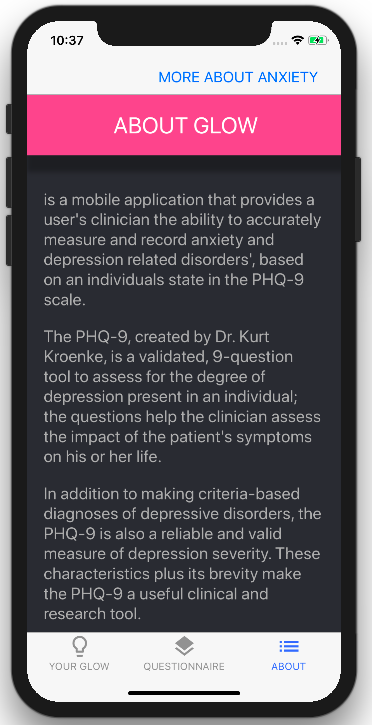 10:37
MORE ABOUT ANXIETY
ABOUT GLOW
is a mobile application that provides a
user's clinician the ability to accurately
measure and record anxiety and
depression related disorders', based
on an individuals state in the PHQ-9
scale.
The PHQ-9, created by Dr. Kurt
Kroenke, is a validated, 9-question
tool to assess for the degree of
depression present in an individual;
the questions help the clinician assess
the impact of the patient's symptoms
on his or her life.
In addition to making criteria-based
diagnoses of depressive disorders, the
PHQ-9 is also a reliable and valid
measure of depression severity. These
characteristics plus its brevity make
the PHQ-9 a useful clinical and
research tool.
YOUR GLOW QUESTIONNAIRE ABOUT